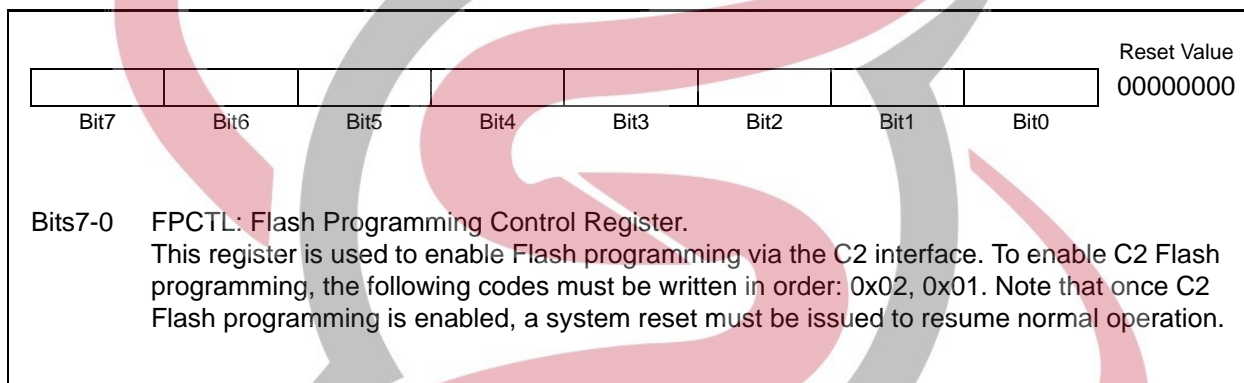 Reset Value
00000000
Bit7 Bit6 Bit5 Bit4 Bit3 Bit2 Bit1 Bit0
Bits7-0 FPCTL: Flash Programming Control Register.
This register is used to enable Flash programming via the C2 interface. To enable C2 Flash
programming, the following codes must be written in order: 0x02, 0x01. Note that once C2
Flash programming is enabled, a system reset must be issued to resume normal operation.